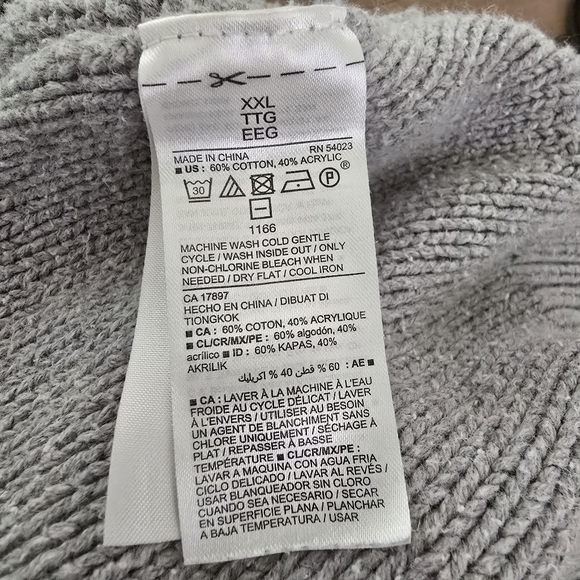 XXL
TTG
EEG
MADE IN CHINA RN 54023
■ US : 60% COTTON, 40% ACRYLIC
30 P ®
1166
MACHINE WASH COLD GENTLE
CYCLE / WASH INSIDE OUT / ONLY
NON-CHLORINE BLEACH WHEN
NEEDED / DRY FLAT / COOL IRON
CA 17897
HECHO EN CHINA / DIBUAT DI
TIONGKOK
■ CA : 60% COTTON, 40% ACRYLIQUE
■ CL/CR/MX/PE : 60% algodón, 40%
acrílico ■ ID : 60% KAPAS, 40%
AKRILIK
■ AE : 60 % قطن 40 % اكريليك
■ CA : LAVER À LA MACHINE À L'EAU
FROIDE AU CYCLE DÉLICAT / LAVER
À L'ENVERS / UTILISER AU BESOIN
UN AGENT DE BLANCHIMENT SANS
CHLORE UNIQUEMENT / SÉCHAGE À
PLAT / REPASSER À BASSE
TEMPÉRATURE ■ CL/CR/MX/PE :
LAVAR A MAQUINA CON AGUA FRIA
CICLO DELICADO / LAVAR AL REVÉS /
USAR BLANQUEADOR SIN CLORO
CUANDO SEA NECESARIO / SECAR
EN SUPERFICIE PLANA / PLANCHAR
A BAJA TEMPERATURA / USAR